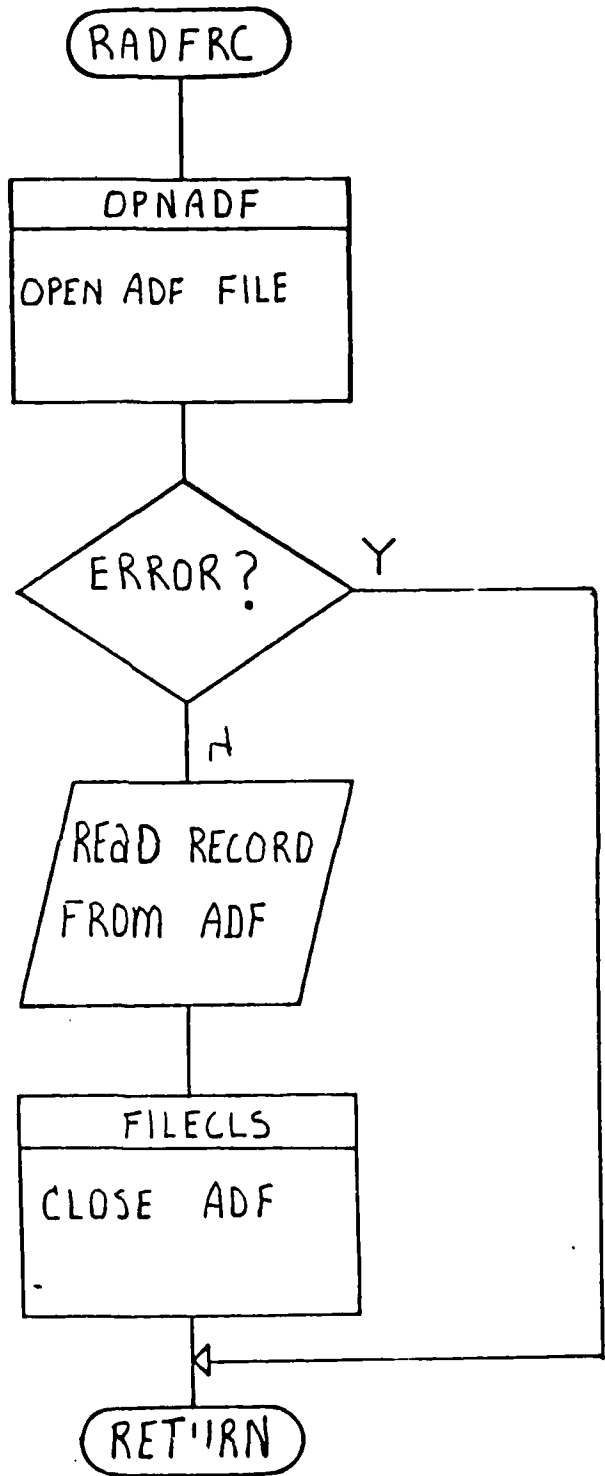 RADFRC
OPNADF
OPEN ADF FILE
ERROR?
Y
N
READ RECORD
FROM ADF
FILECLS
CLOSE ADF
RETURN